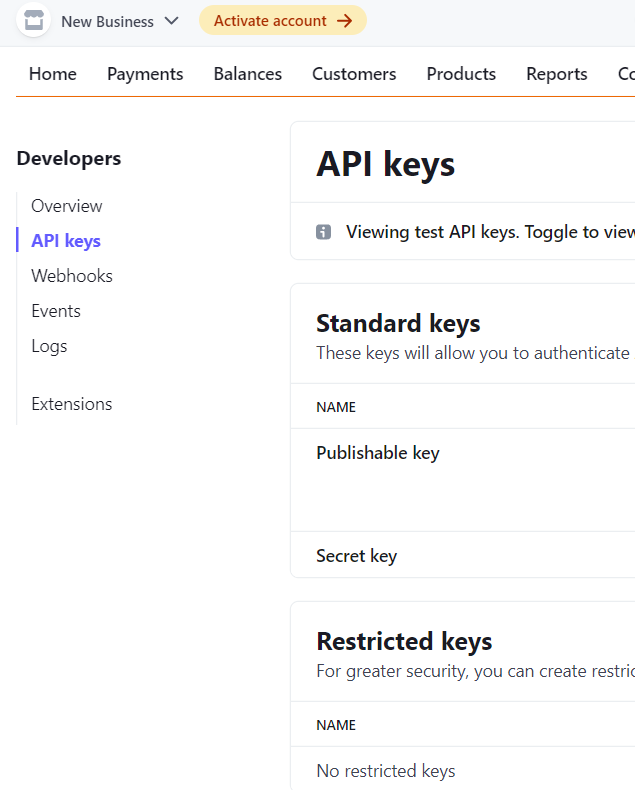 New Business
Activate account →
Home Payments Balances Customers Products Reports Co
Developers
Overview
API keys
Webhooks
Events
Logs
Extensions
API keys
Viewing test API keys. Toggle to view
Standard keys
These keys will allow you to authenticate
NAME
Publishable key
Secret key
Restricted keys
For greater security, you can create restric
NAME
No restricted keys